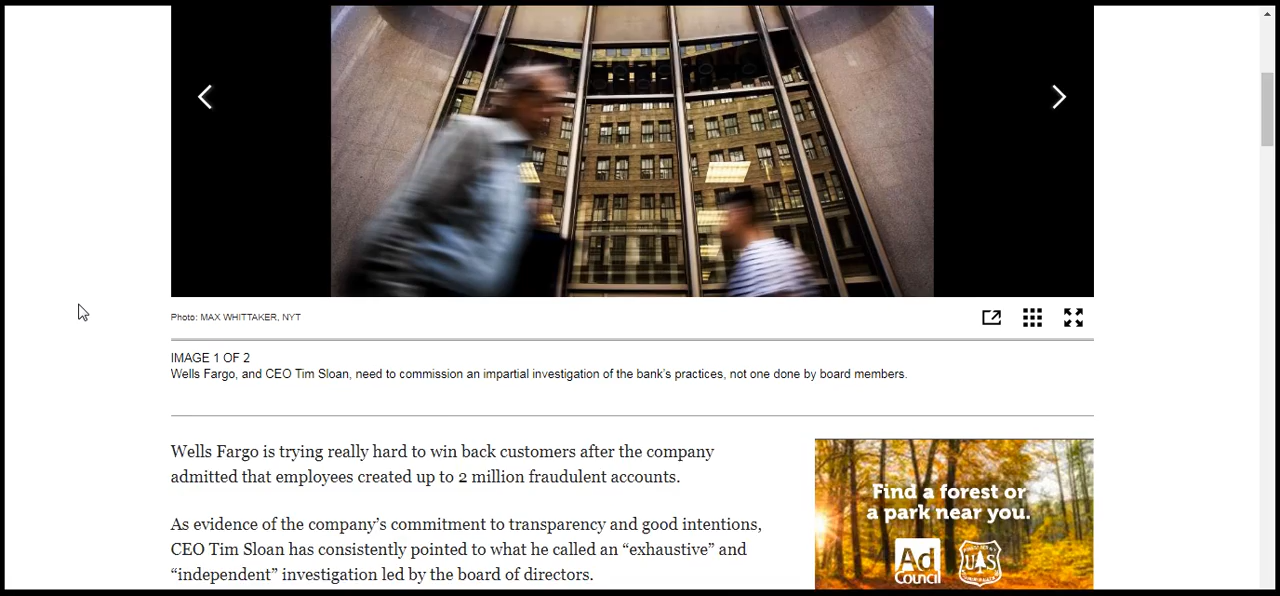 Photo: MAX WHITTAKER, NYT
IMAGE 1 OF 2
Wells Fargo, and CEO Tim Sloan, need to commission an impartial investigation of the bank's practices, not one done by board members.
Wells Fargo is trying really hard to win back customers after the company
admitted that employees created up to 2 million fraudulent accounts.
As evidence of the company’s commitment to transparency and good intentions,
CEO Tim Sloan has consistently pointed to what he called an “exhaustive” and
“independent” investigation led by the board of directors.
Find a forest or
a park near you.
Ad
Council
U S